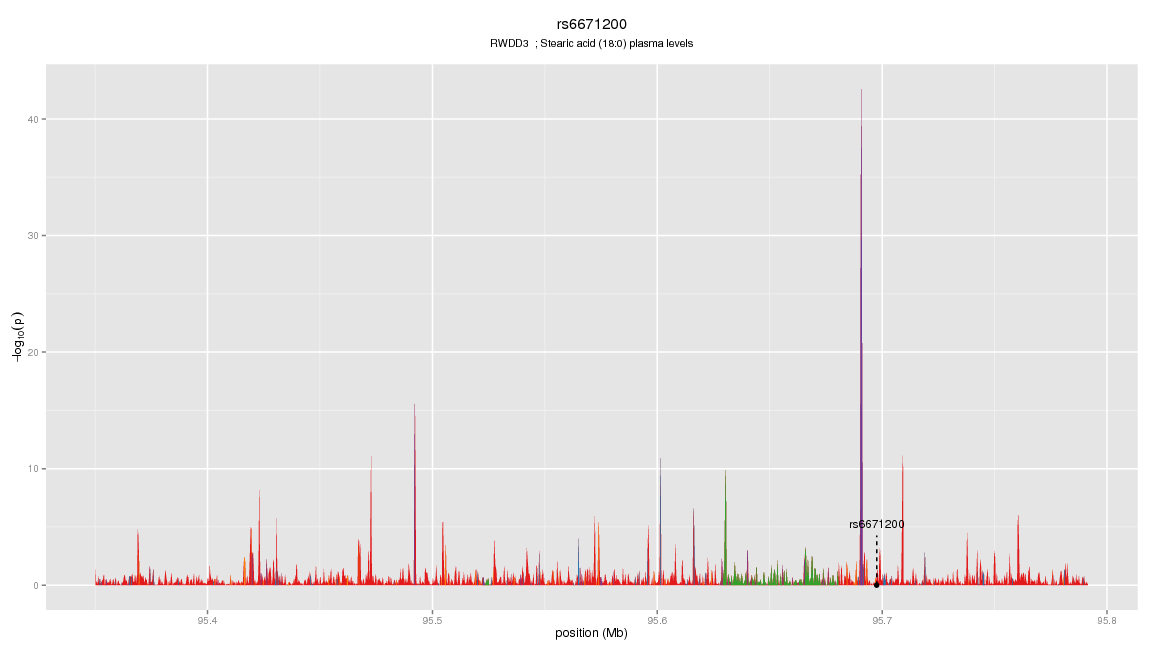 rs6671200
RWDD3 ; Stearic acid (18:0) plasma levels
40
30
20
10
0
−log10(p)
rs6671200
95.4 95.5 95.6 95.7 95.8
position (Mb)